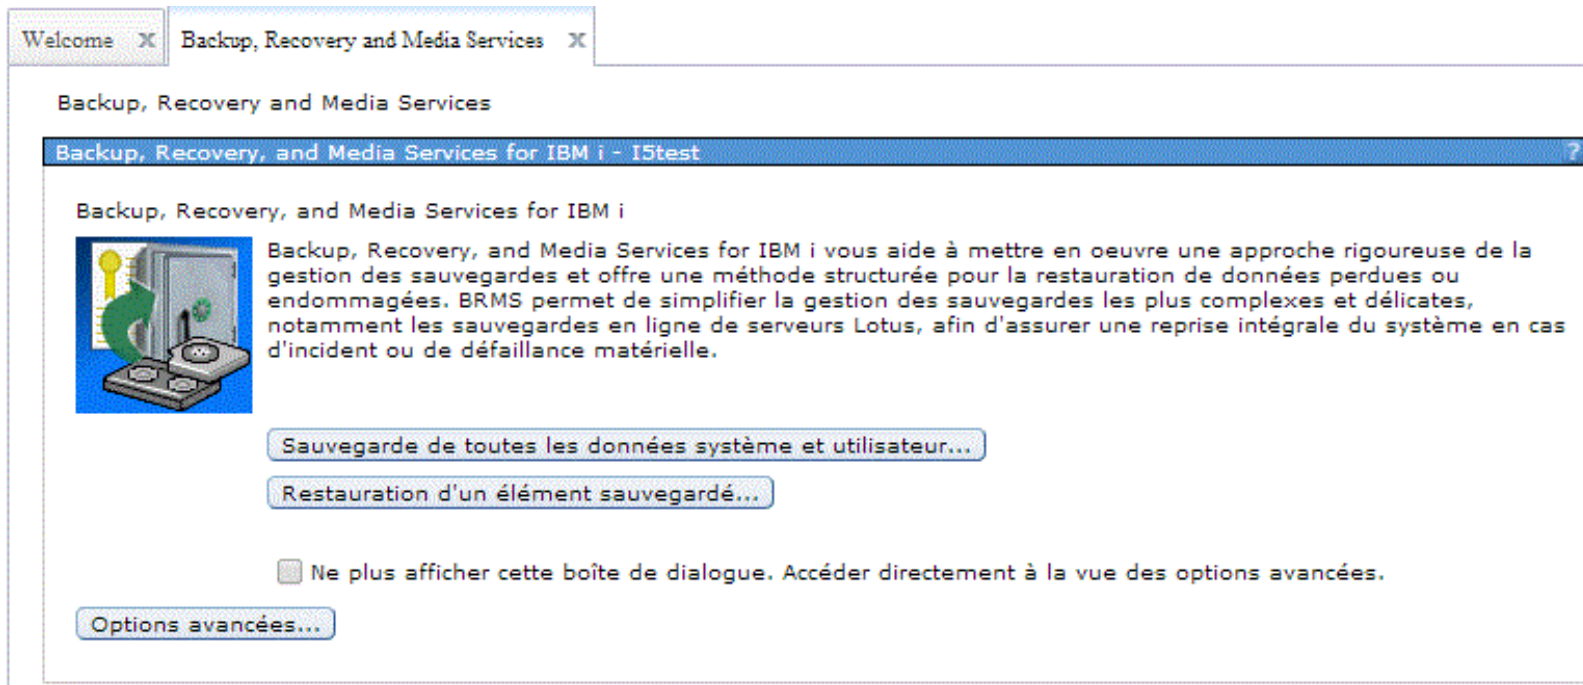 Welcome X Backup, Recovery and Media Services X
Backup, Recovery and Media Services
Backup, Recovery, and Media Services for IBM i - I5test ?
Backup, Recovery, and Media Services for IBM i
Backup, Recovery, and Media Services for IBM i vous aide à mettre en oeuvre une approche rigoureuse de la
gestion des sauvegardes et offre une méthode structurée pour la restauration de données perdues ou
endommagées. BRMS permet de simplifier la gestion des sauvegardes les plus complexes et délicates,
notamment les sauvegardes en ligne de serveurs Lotus, afin d'assurer une reprise intégrale du système en cas
d'incident ou de défaillance matérielle.
Sauvegarde de toutes les données système et utilisateur...
Restauration d'un élément sauvegardé...
Ne plus afficher cette boîte de dialogue. Accéder directement à la vue des options avancées.
Options avancées...